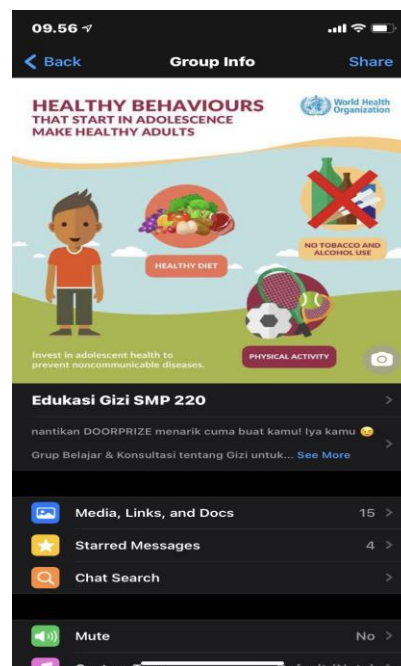 09.56
Back
Group Info
Share
HEALTHY BEHAVIOURS
THAT START IN ADOLESCENCE
MAKE HEALTHY ADULTS
World Health
Organization
HEALTHY DIET
NO TOBACCO AND
ALCOHOL USE
PHYSICAL ACTIVITY
Invest in adolescent health to
prevent noncommunicable diseases.
Edukasi Gizi SMP 220
nantikan DOORPRIZE menarik cuma buat kamu! Iya kamu 😉
Grup Belajar & Konsultasi tentang Gizi untuk... See More
Media, Links, and Docs 15
Starred Messages 4
Chat Search
Mute No